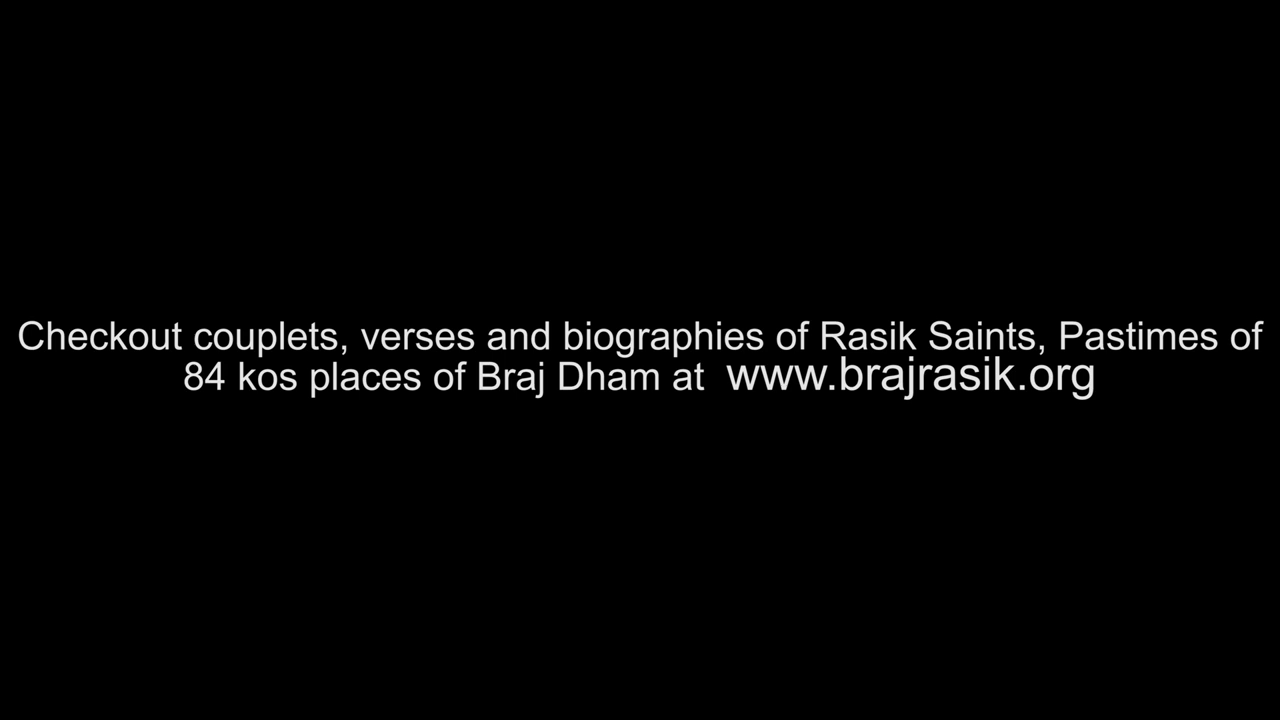 Checkout couplets, verses and biographies of Rasik Saints, Pastimes of
84 kos places of Braj Dham at  www.brajrasik.org